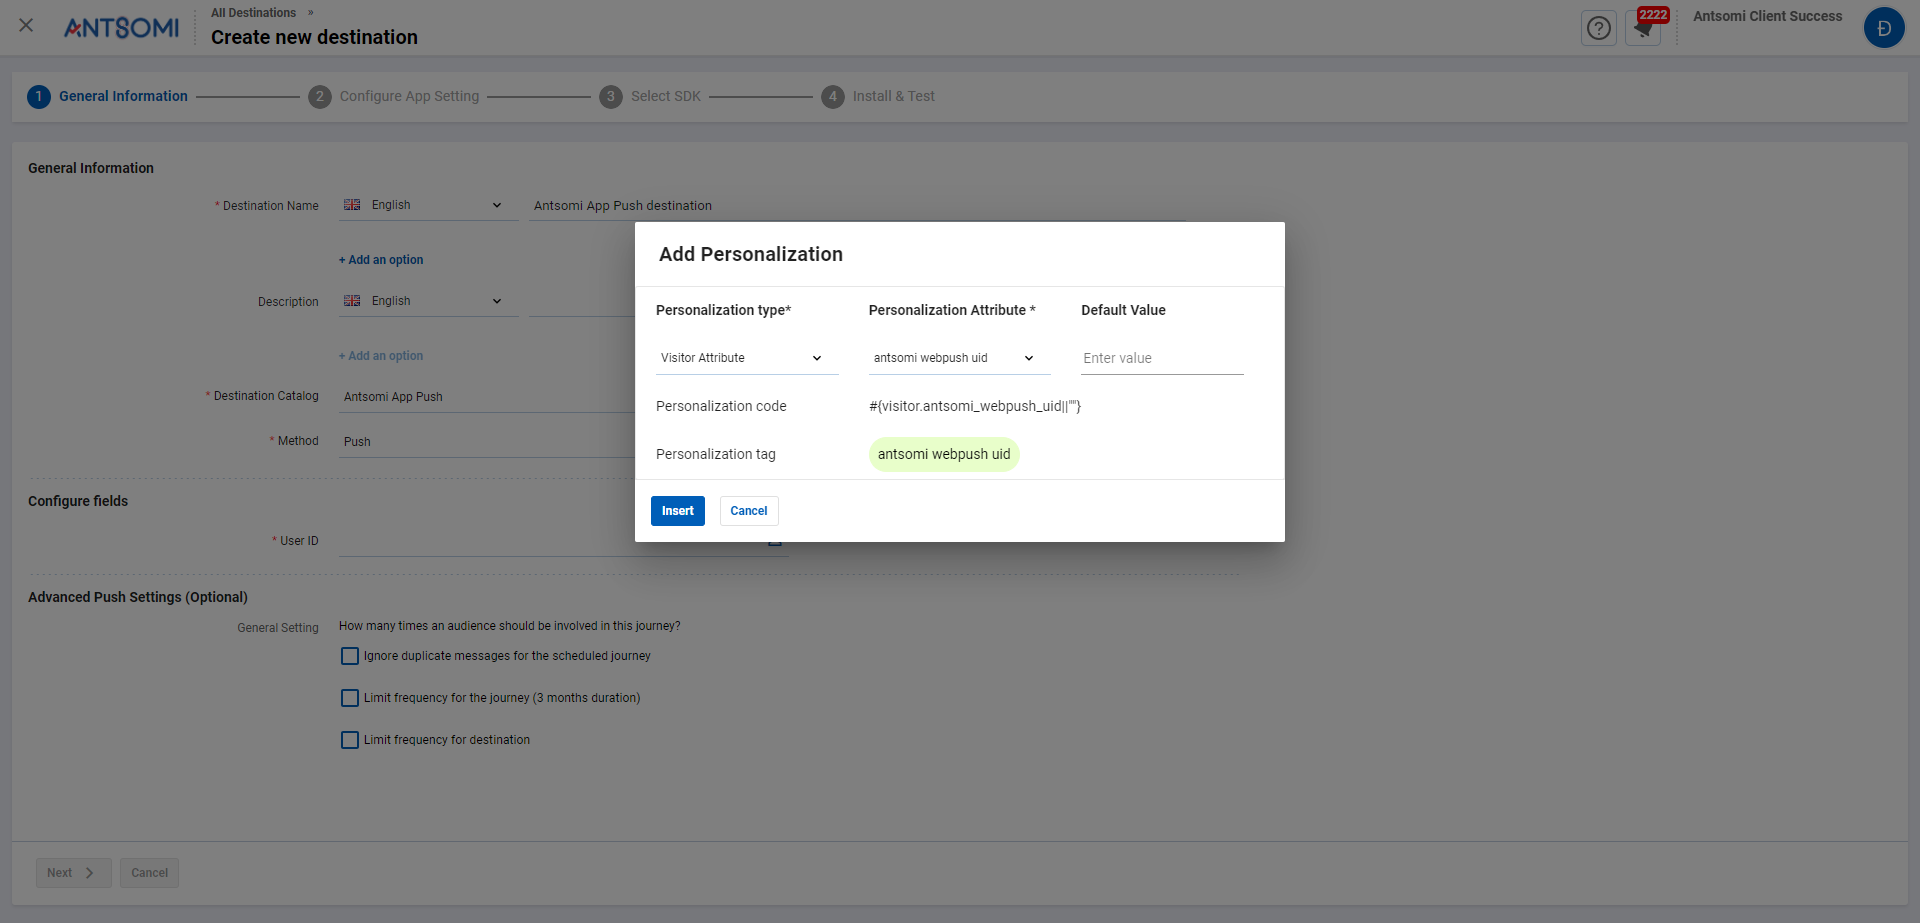 ANTSOMI
All Destinations »
Create new destination
2222
Antsomi Client Success
Đ
1 General Information
2 Configure App Setting
3 Select SDK
4 Install & Test
General Information
* Destination Name
English
Antsomi App Push destination
+ Add an option
Description
English
+ Add an option
* Destination Catalog
Antsomi App Push
* Method
Push
Configure fields
* User ID
Advanced Push Settings (Optional)
General Setting
How many times an audience should be involved in this journey?
Ignore duplicate messages for the scheduled journey
Limit frequency for the journey (3 months duration)
Limit frequency for destination
Next
Cancel
Add Personalization
Personalization type*
Personalization Attribute *
Default Value
Visitor Attribute
antsomi webpush uid
Enter value
Personalization code
#{visitor.antsomi_webpush_uid||""}
Personalization tag
antsomi webpush uid
Insert
Cancel